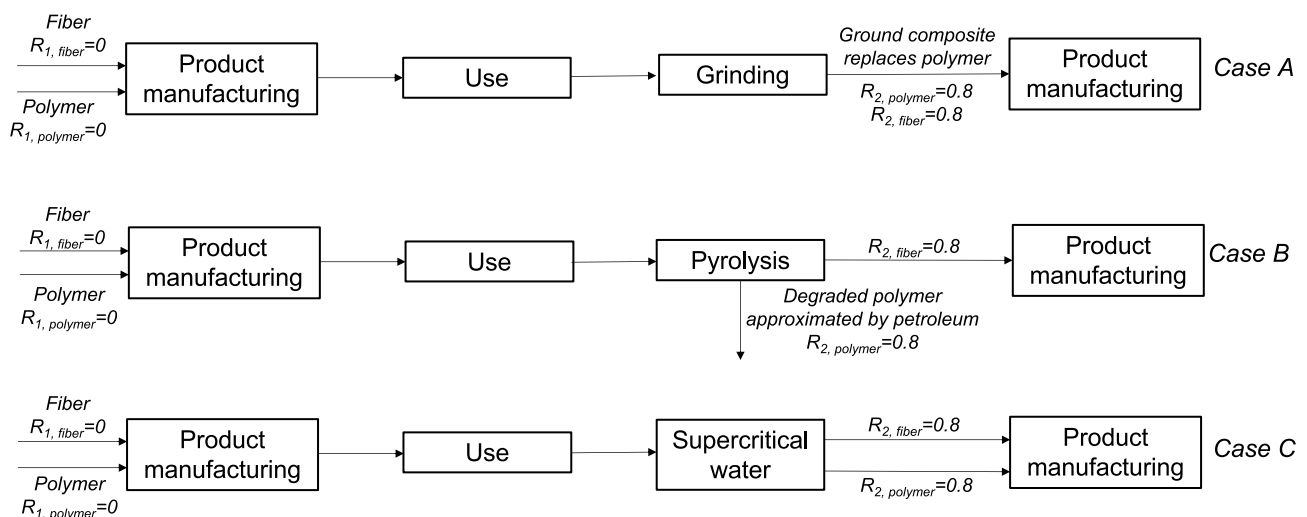 Fiber
R1, fiber=0
Polymer
R1, polymer=0
Product
manufacturing
Use
Grinding
Ground composite
replaces polymer
R2, polymer=0.8
R2, fiber=0.8
Product
manufacturing
Case A
Fiber
R1, fiber=0
Polymer
R1, polymer=0
Product
manufacturing
Use
Pyrolysis
R2, fiber=0.8
Degraded polymer
approximated by petroleum
R2, polymer=0.8
Product
manufacturing
Case B
Fiber
R1, fiber=0
Polymer
R1, polymer=0
Product
manufacturing
Use
Supercritical
water
R2, fiber=0.8
R2, polymer=0.8
Product
manufacturing
Case C